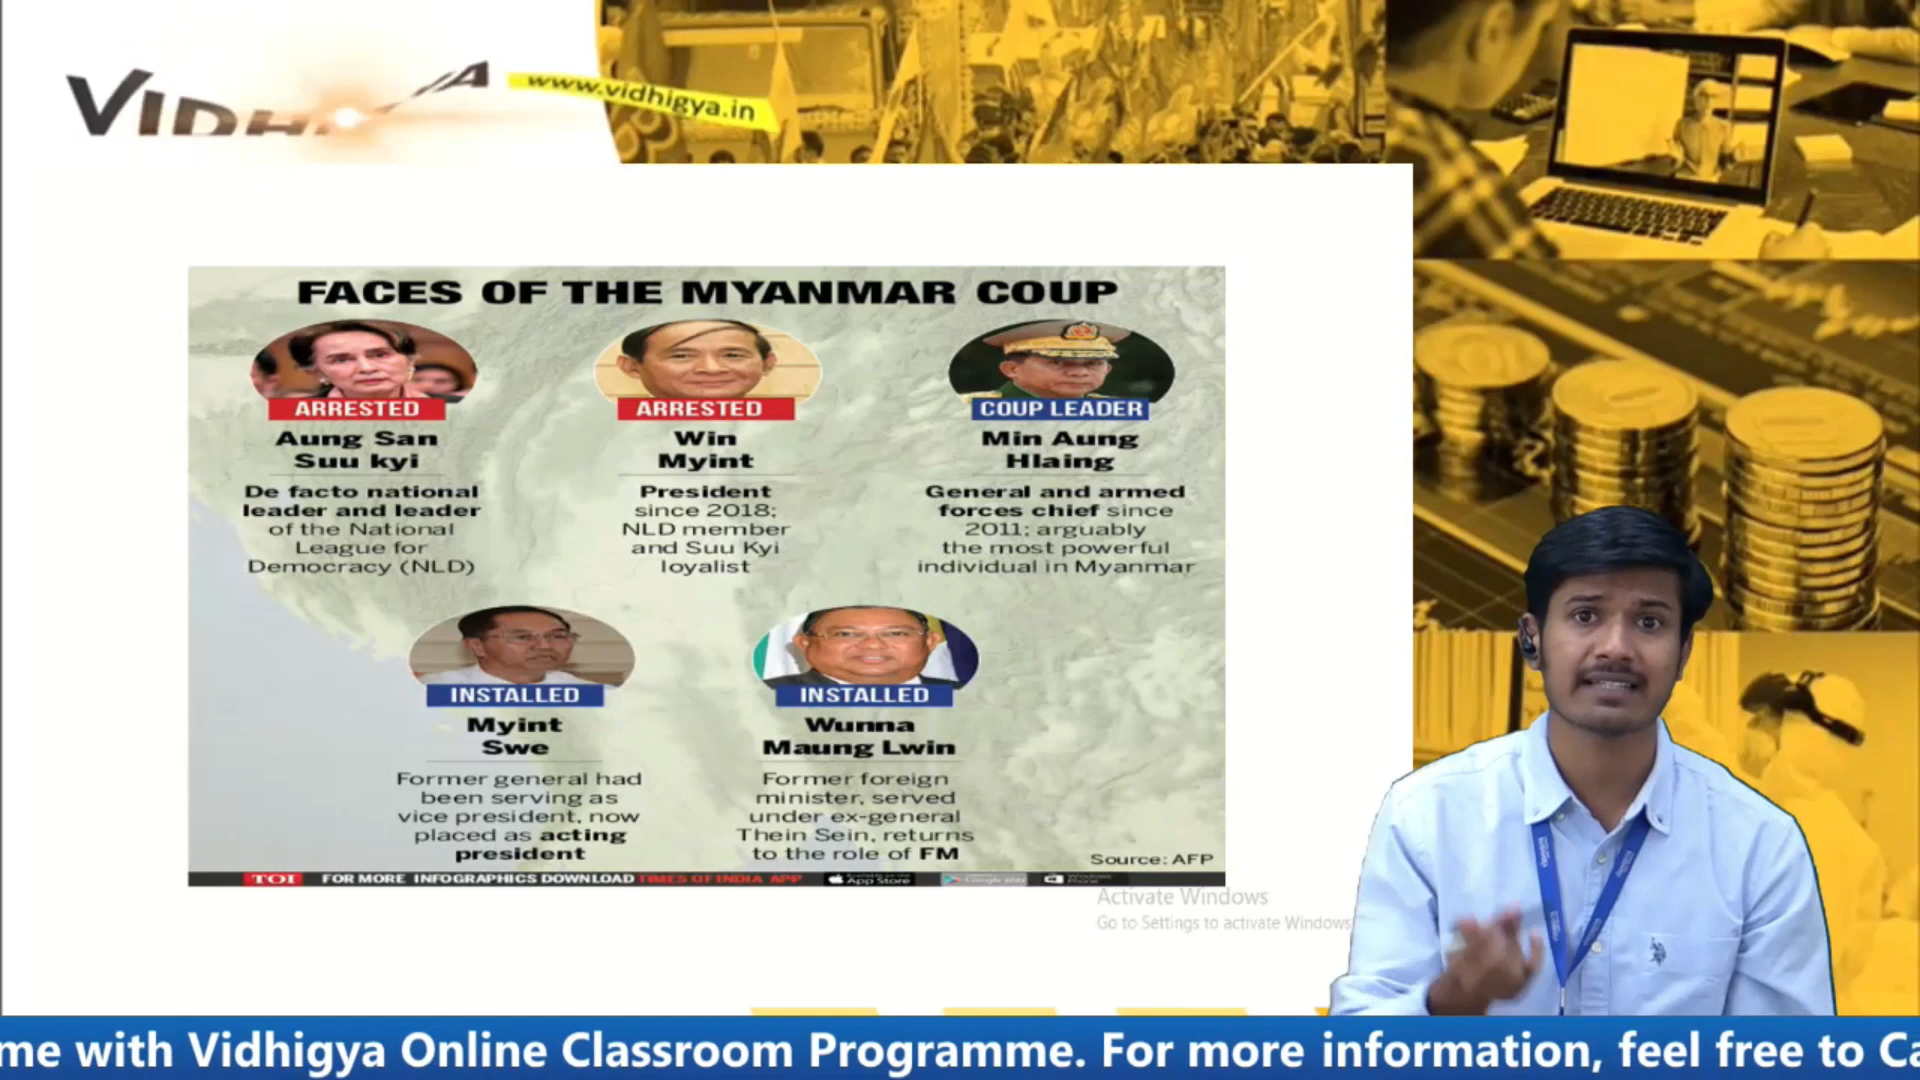 www.vidhigya.in
FACES OF THE MYANMAR COUP
ARRESTED
Aung San
Suu kyi
De facto national
leader and leader
of the National
League for
Democracy (NLD)
ARRESTED
Win
Myint
President
since 2018;
NLD member
and Suu Kyi
loyalist
COUP LEADER
Min Aung
Hlaing
General and armed
forces chief since
2011; arguably
the most powerful
individual in Myanmar
INSTALLED
Myint
Swe
Former general had
been serving as
vice president, now
placed as acting
president
INSTALLED
Wunna
Maung Lwin
Former foreign
minister, served
under ex-general
Thein Sein, returns
to the role of FM
Source: AFP
TOI FOR MORE INFOGRAPHICS DOWNLOAD TIMES OF INDIA APP App Store Google play Windows Phone
Activate Windows
Go to Settings to activate Windows
me with Vidhigya Online Classroom Programme. For more information, feel free to Ca